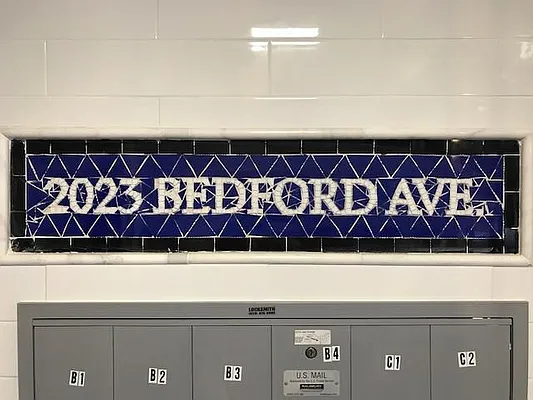 2023 BEDFORD AVE.
LOCKSMITH
B1
B2
B3
B4
C1
C2
U.S. MAIL